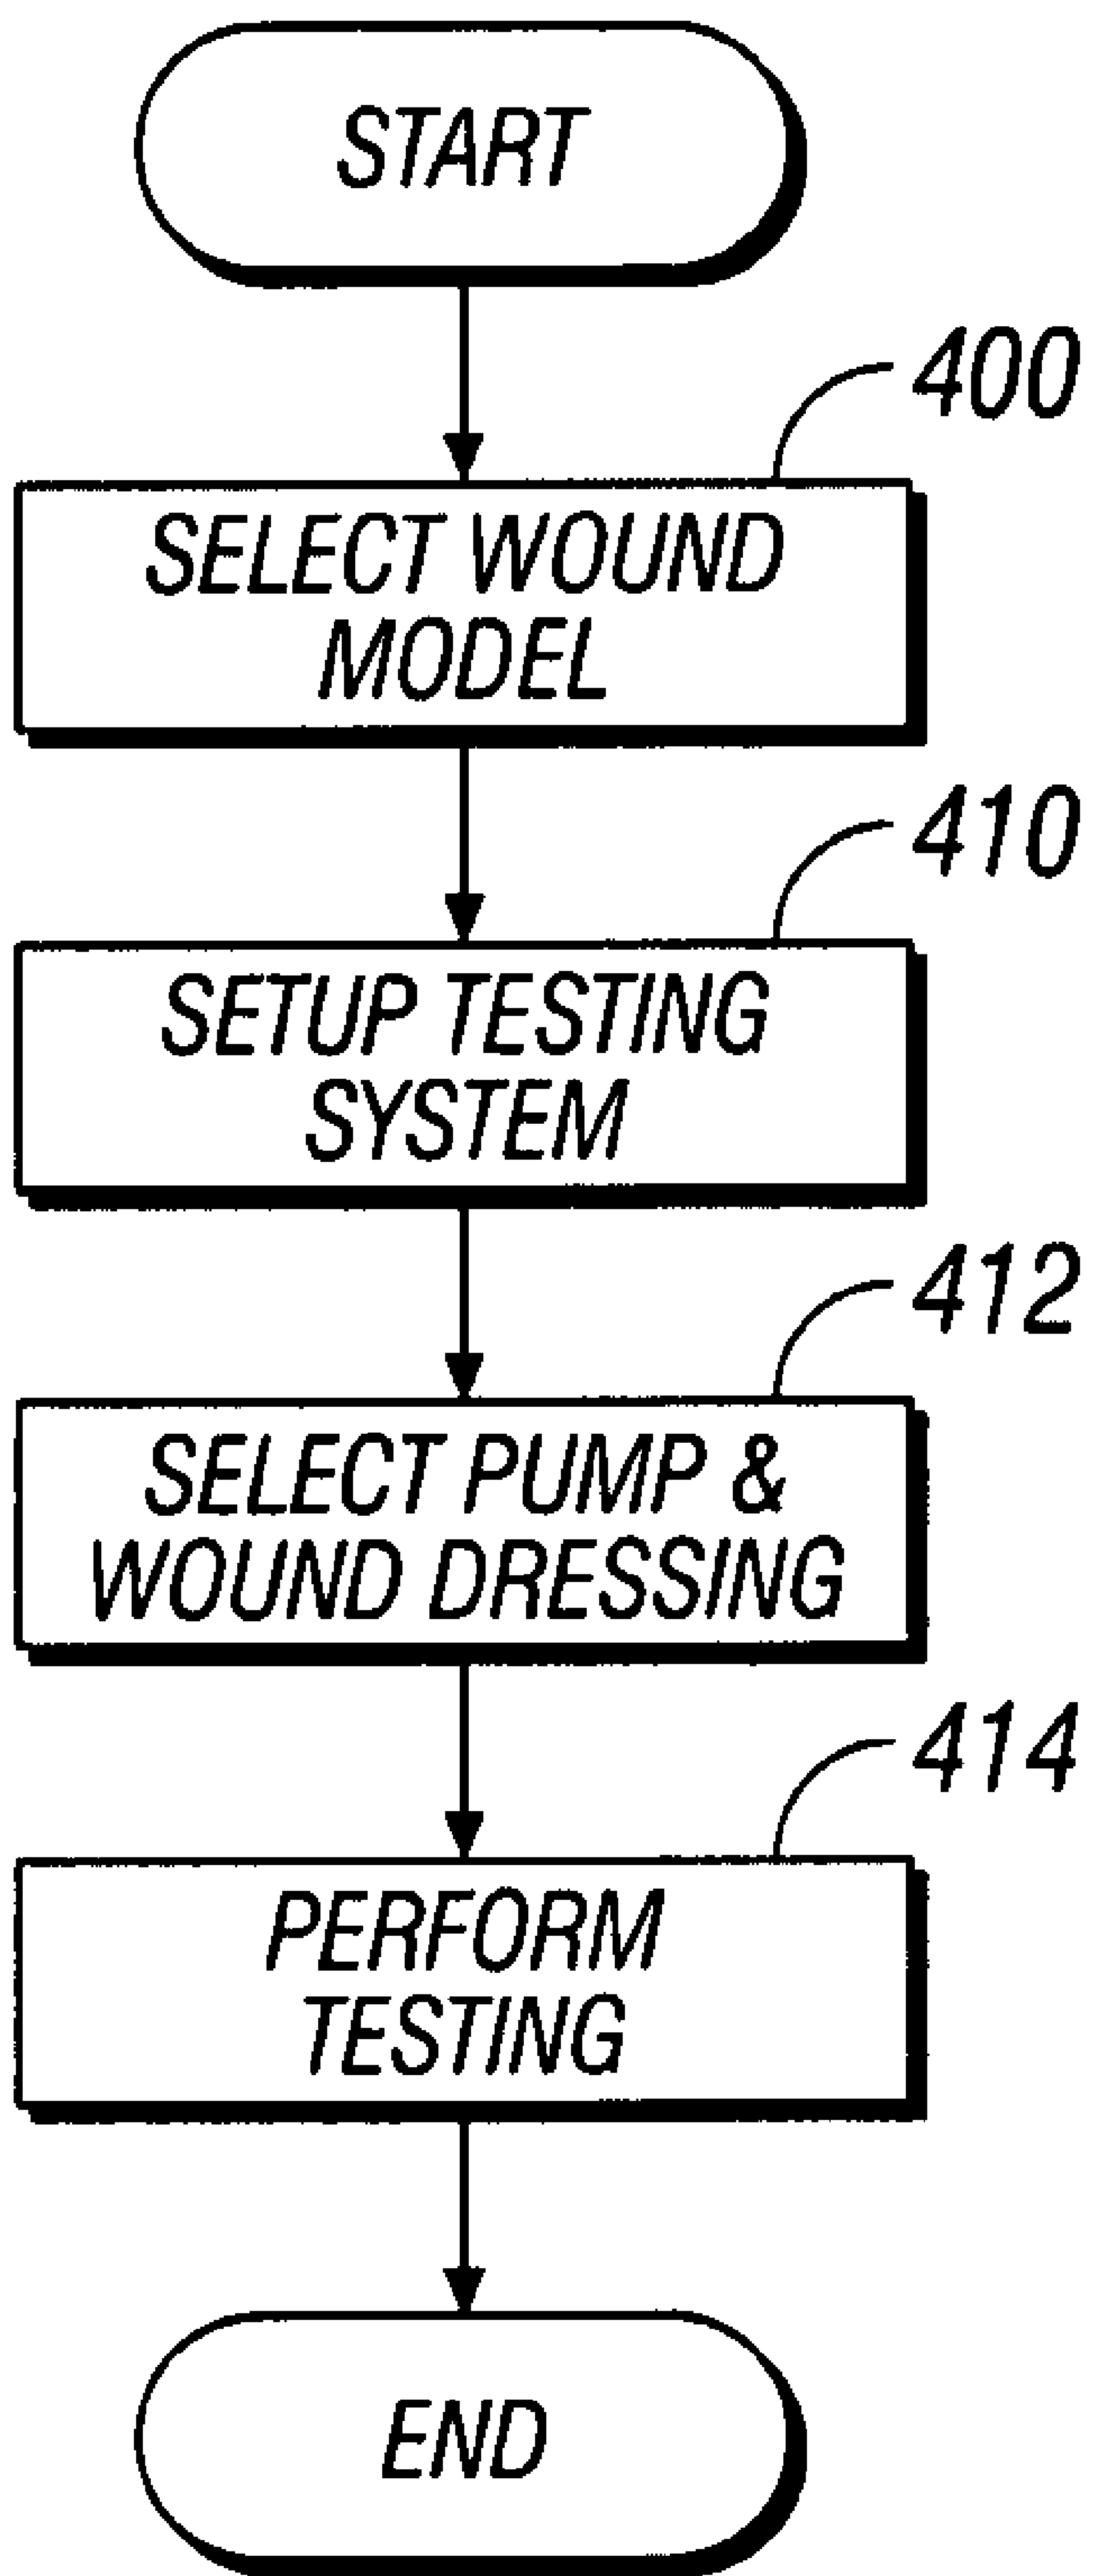 START
400
SELECT WOUND
MODEL
410
SETUP TESTING
SYSTEM
412
SELECT PUMP &
WOUND DRESSING
414
PERFORM
TESTING
END